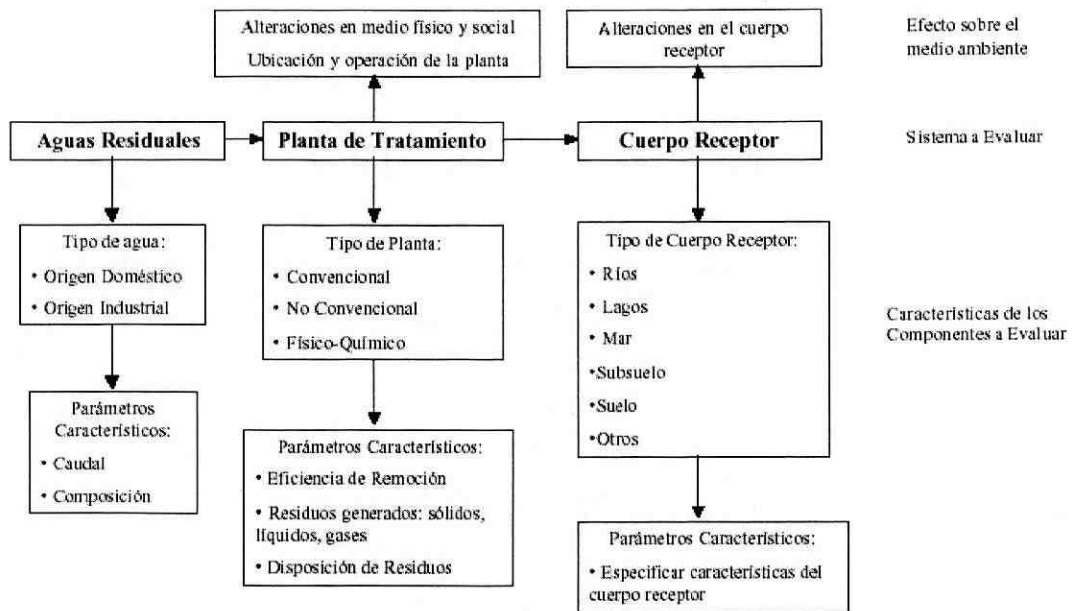 Alteraciones en medio físico y social
Ubicación y operación de la planta
Alteraciones en el cuerpo
receptor
Efecto sobre el
medio ambiente
Aguas Residuales
Planta de Tratamiento
Cuerpo Receptor
Sistema a Evaluar
Tipo de agua:
• Origen Doméstico
• Origen Industrial
Tipo de Planta:
• Convencional
• No Convencional
• Físico-Químico
Tipo de Cuerpo Receptor:
• Ríos
• Lagos
• Mar
•Subsuelo
•Suelo
•Otros
Características de los
Componentes a Evaluar
Parámetros
Característicos:
• Caudal
• Composición
Parámetros Característicos:
• Eficiencia de Remoción
• Residuos generados: sólidos,
líquidos, gases
• Disposición de Residuos
Parámetros Característicos:
• Especificar características del
cuerpo receptor